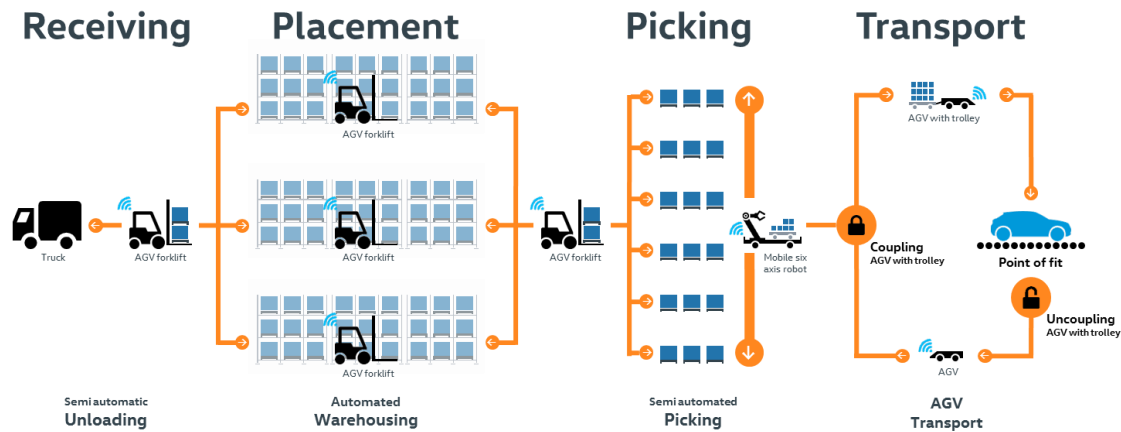 Receiving
Placement
Picking
Transport
AGV forklift
AGV with trolley
AGV forklift
Truck
AGV forklift
AGV forklift
AGV forklift
Mobile six
axis robot
Coupling
AGV with trolley
Point of fit
Uncoupling
AGV with trolley
AGV forklift
AGV
Semi automatic
Unloading
Automated
Warehousing
Semi automated
Picking
AGV
Transport